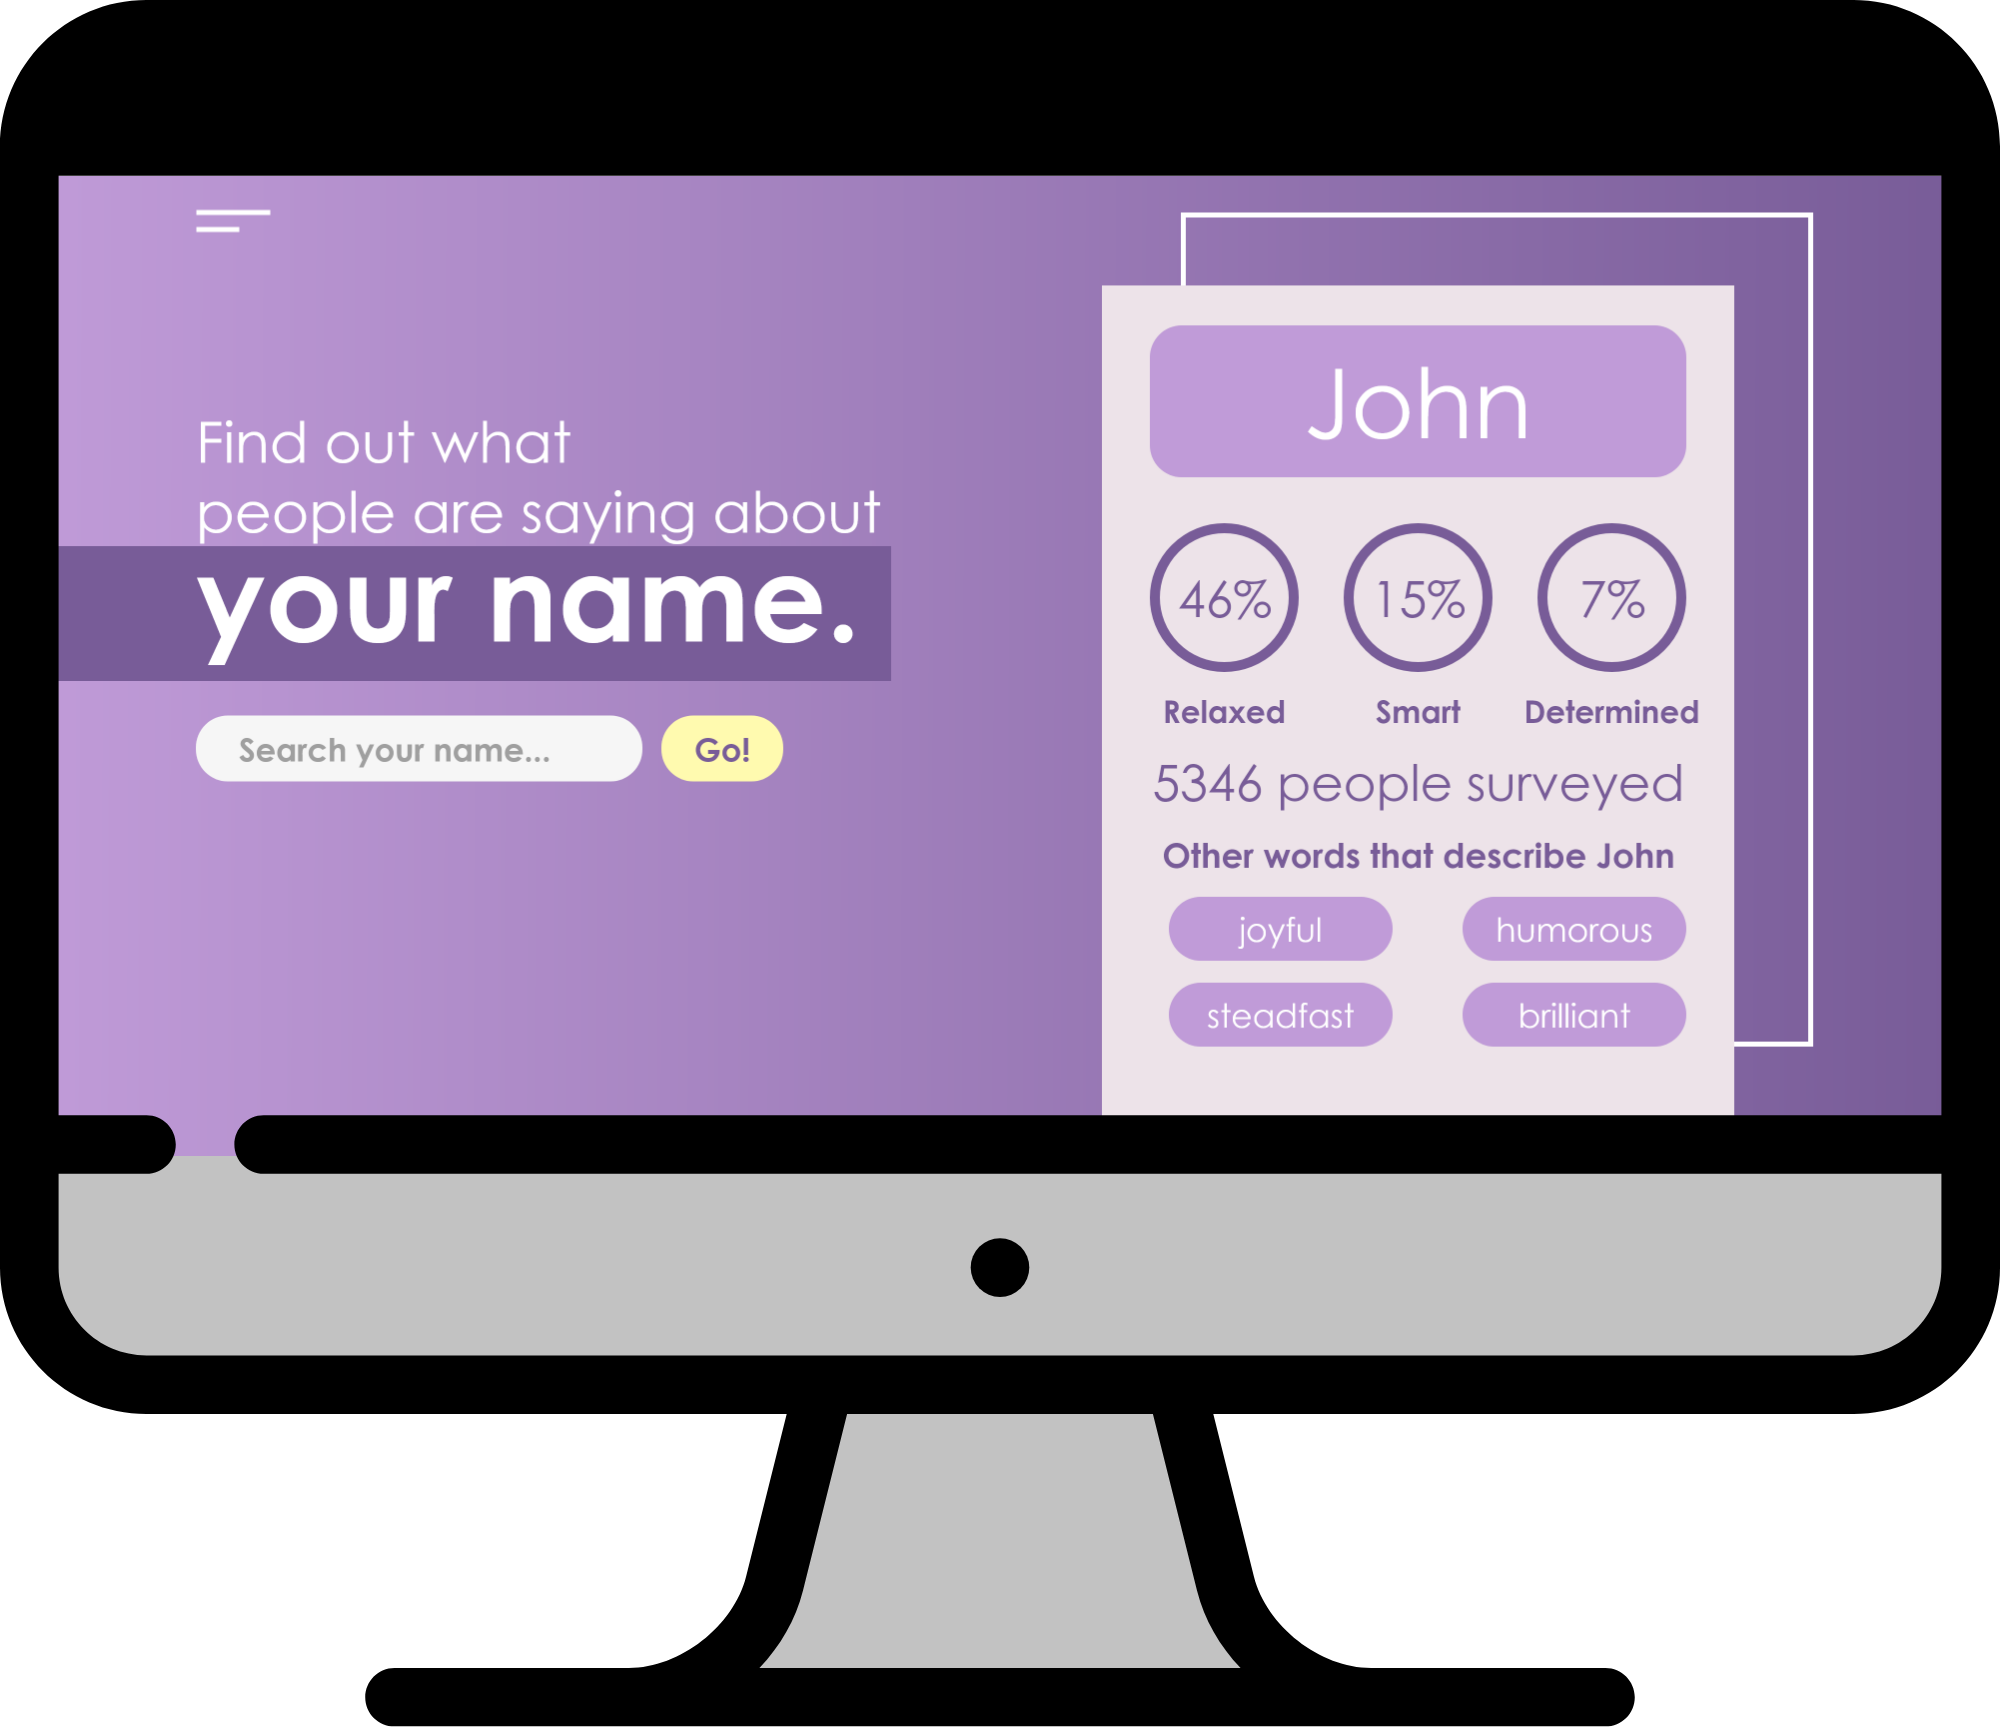 Find out what
people are saying about
your name.
Search your name...
Go!
John
46%
15%
7%
Relaxed
Smart
Determined
5346 people surveyed
Other words that describe John
joyful
humorous
steadfast
brilliant